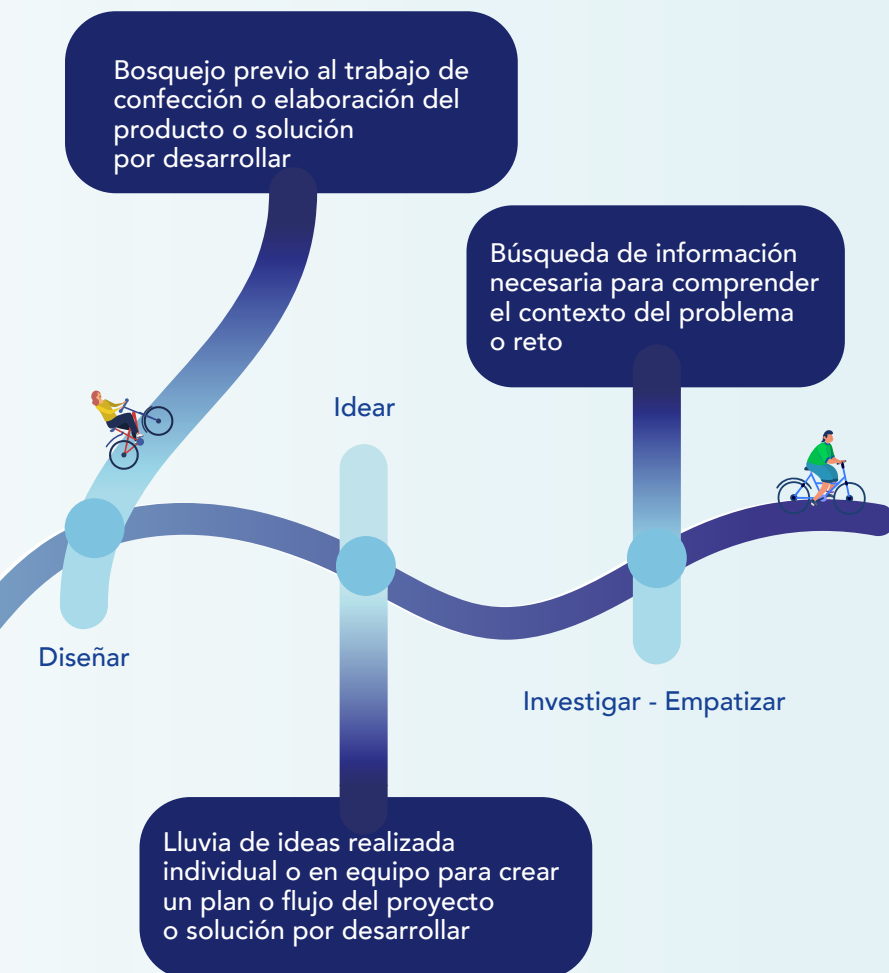 Bosquejo previo al trabajo de
confección o elaboración del
producto o solución
por desarrollar
Búsqueda de información
necesaria para comprender
el contexto del problema
o reto
Idear
Diseñar
Investigar - Empatizar
Lluvia de ideas realizada
individual o en equipo para crear
un plan o flujo del proyecto
o solución por desarrollar